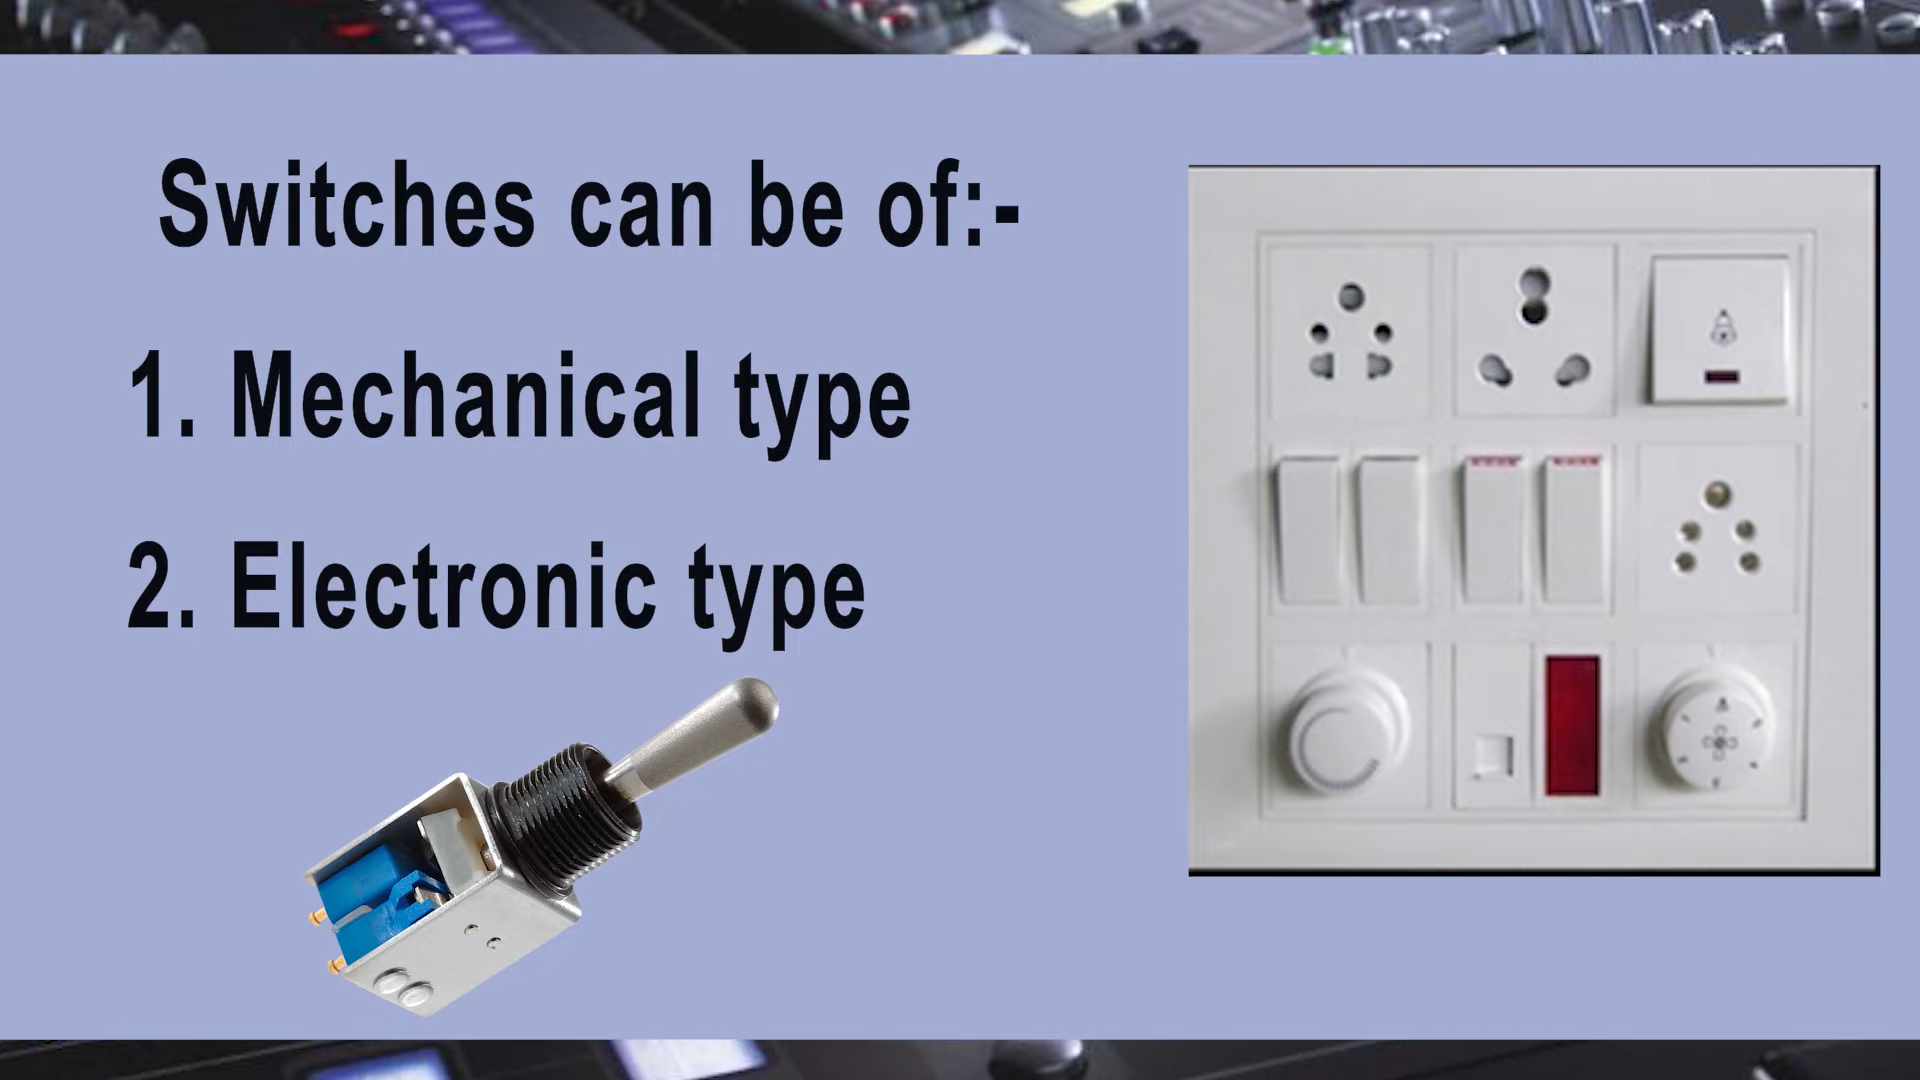 Switches can be of:-
1. Mechanical type
2. Electronic type